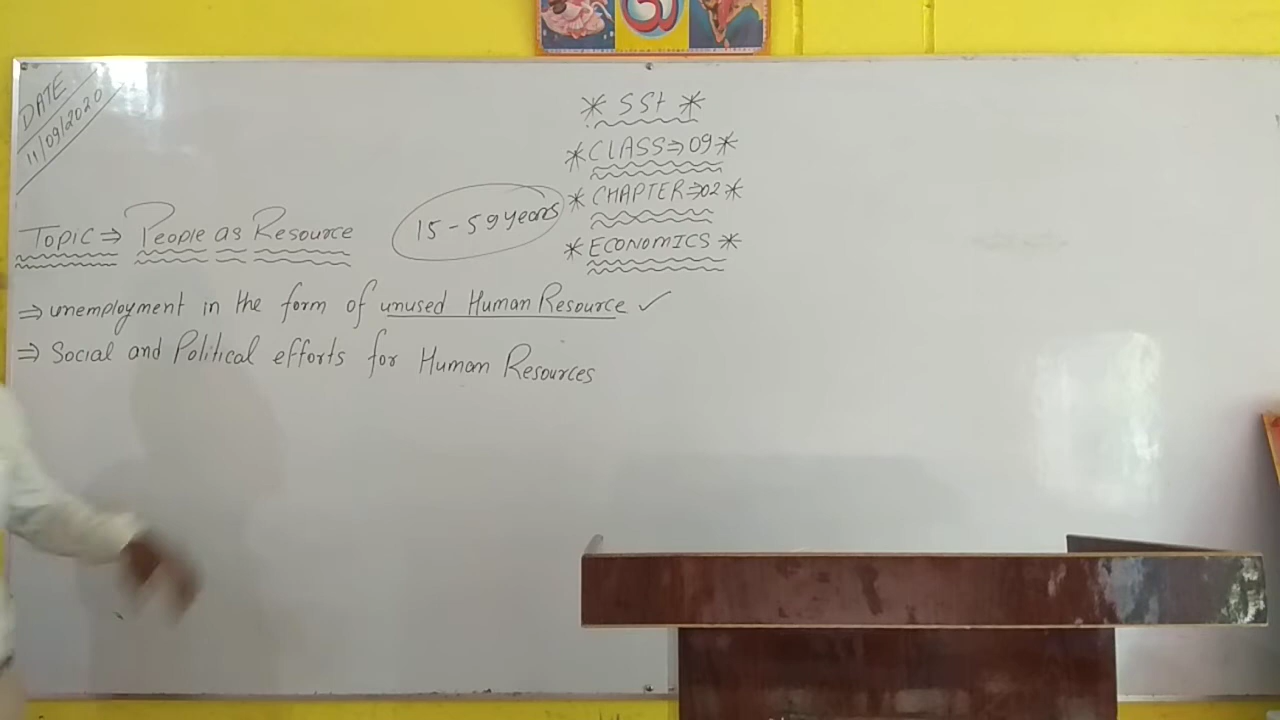 DATE
11/09/2020
* SSt *
* CLASS ⇒ 09 *
* CHAPTER ⇒ 02 *
* ECONOMICS *
Topic ⇒ People as Resource
15 - 59 years
⇒ unemployment in the form of unused Human Resource ✓
⇒ Social and Political efforts for Human Resources